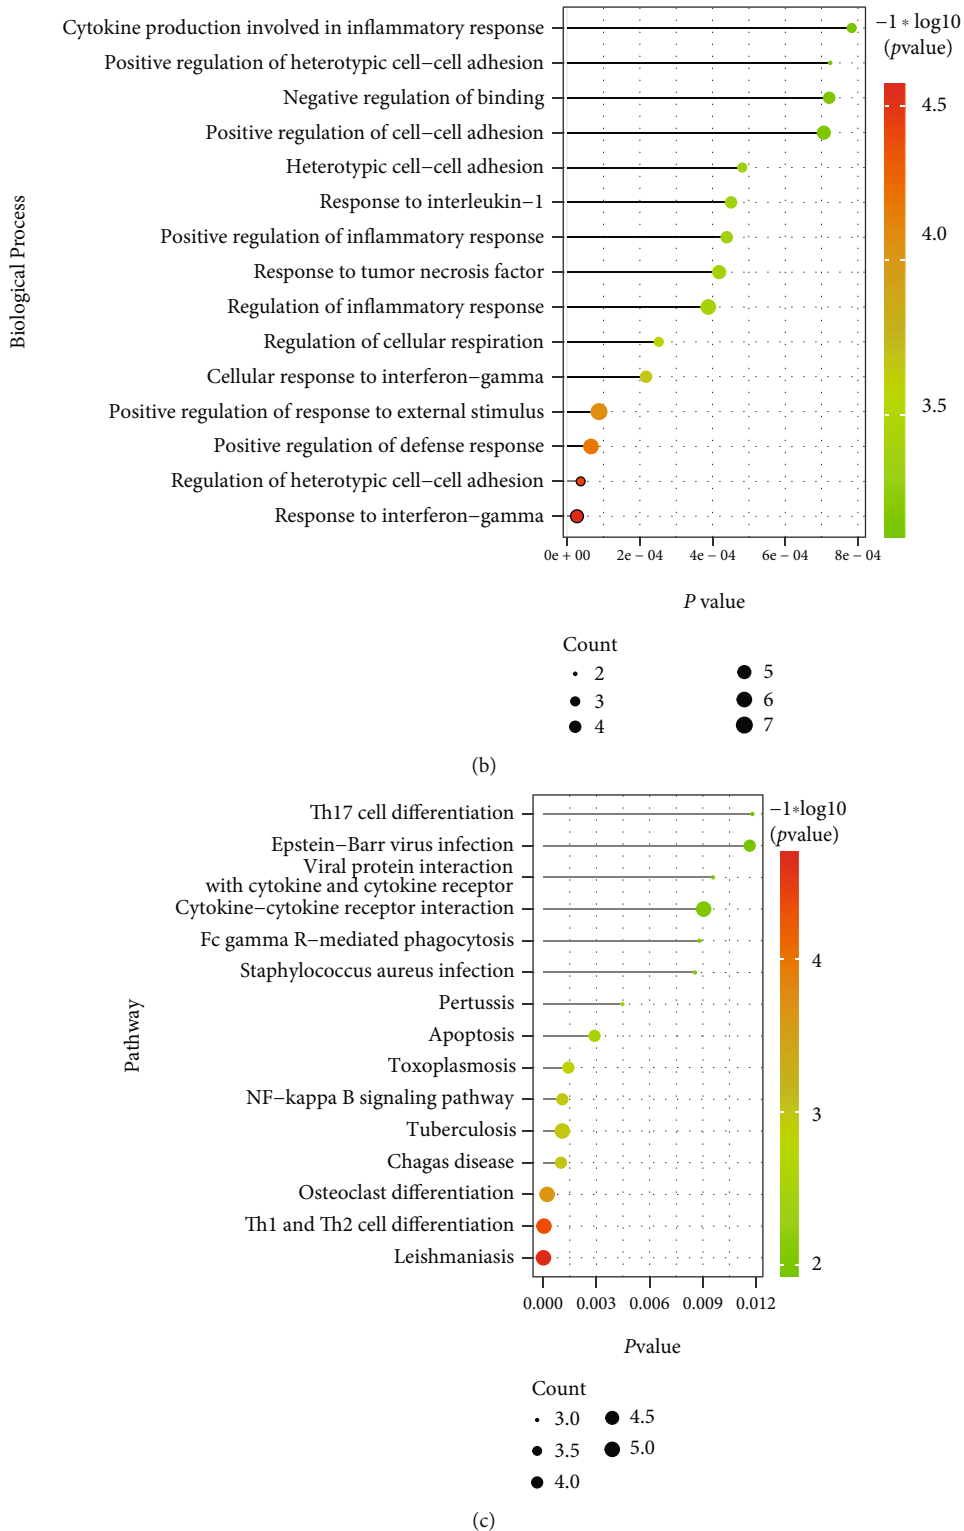 Biological Process
Cytokine production involved in inflammatory response
Positive regulation of heterotypic cell−cell adhesion
Negative regulation of binding
Positive regulation of cell−cell adhesion
Heterotypic cell−cell adhesion
Response to interleukin−1
Positive regulation of inflammatory response
Response to tumor necrosis factor
Regulation of inflammatory response
Regulation of cellular respiration
Cellular response to interferon−gamma
Positive regulation of response to external stimulus
Positive regulation of defense response
Regulation of heterotypic cell−cell adhesion
Response to interferon−gamma
0e + 00 2e − 04 4e − 04 6e − 04 8e − 04
P value
−1 * log10
(pvalue)
4.5
4.0
3.5
Count
2
3
4
5
6
7
(b)
Pathway
Th17 cell differentiation
Epstein−Barr virus infection
Viral protein interaction
with cytokine and cytokine receptor
Cytokine−cytokine receptor interaction
Fc gamma R−mediated phagocytosis
Staphylococcus aureus infection
Pertussis
Apoptosis
Toxoplasmosis
NF−kappa B signaling pathway
Tuberculosis
Chagas disease
Osteoclast differentiation
Th1 and Th2 cell differentiation
Leishmaniasis
0.000 0.003 0.006 0.009 0.012
Pvalue
−1*log10
(pvalue)
4
3
2
Count
3.0
3.5
4.0
4.5
5.0
(c)